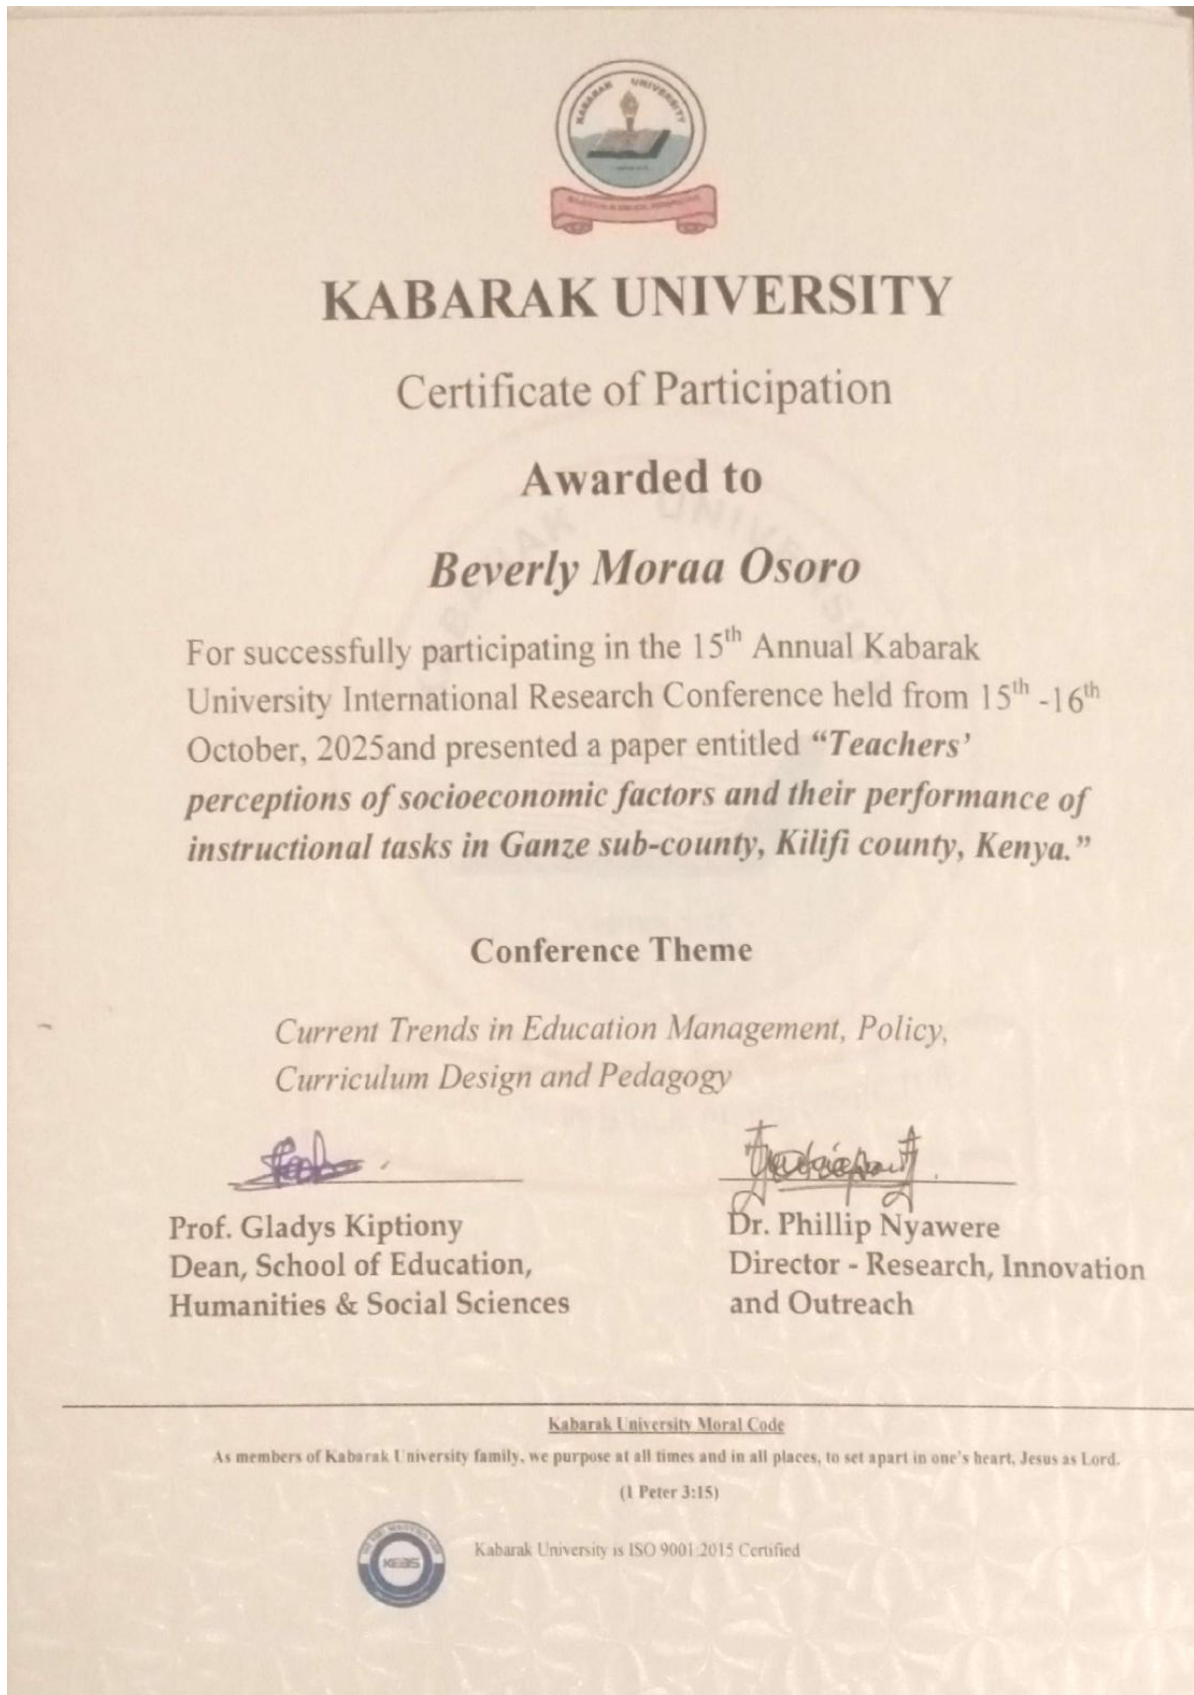 KABARAK UNIVERSITY
KABARAK UNIVERSITY
Certificate of Participation
Awarded to
Beverly Moraa Osoro
For successfully participating in the 15th Annual Kabarak
University International Research Conference held from 15th -16th
October, 2025and presented a paper entitled “Teachers’
perceptions of socioeconomic factors and their performance of
instructional tasks in Ganze sub-county, Kilifi county, Kenya.”
Conference Theme
Current Trends in Education Management, Policy,
Curriculum Design and Pedagogy
Prof. Gladys Kiptiony
Dean, School of Education,
Humanities & Social Sciences
Dr. Phillip Nyawere
Director - Research, Innovation
and Outreach
Kabarak University Moral Code
As members of Kabarak University family, we purpose at all times and in all places, to set apart in one’s heart, Jesus as Lord.
(1 Peter 3:15)
KEBS
Kabarak University is ISO 9001:2015 Certified